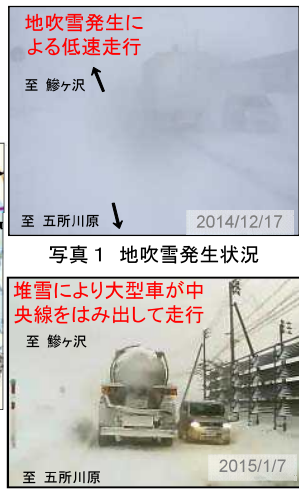 地吹雪発生に
よる低速走行
至 鰺ヶ沢
至 五所川原
2014/12/17
写真１ 地吹雪発生状況
堆雪により大型車が中
央線をはみ出して走行
至 鰺ヶ沢
2015/1/7
至 五所川原